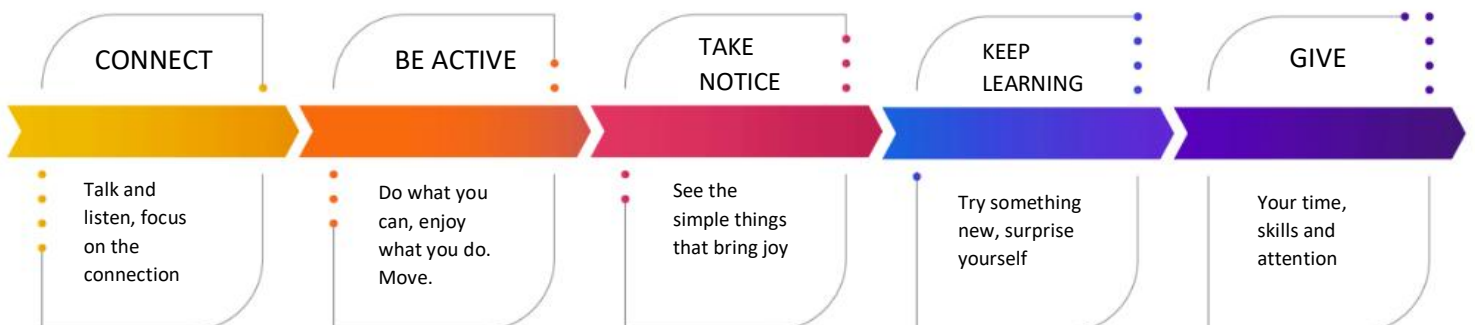 CONNECT
Talk and
listen, focus
on the
connection
BE ACTIVE
Do what you
can, enjoy
what you do.
Move.
TAKE
NOTICE
See the
simple things
that bring joy
KEEP
LEARNING
Try something
new, surprise
yourself
GIVE
Your time,
skills and
attention